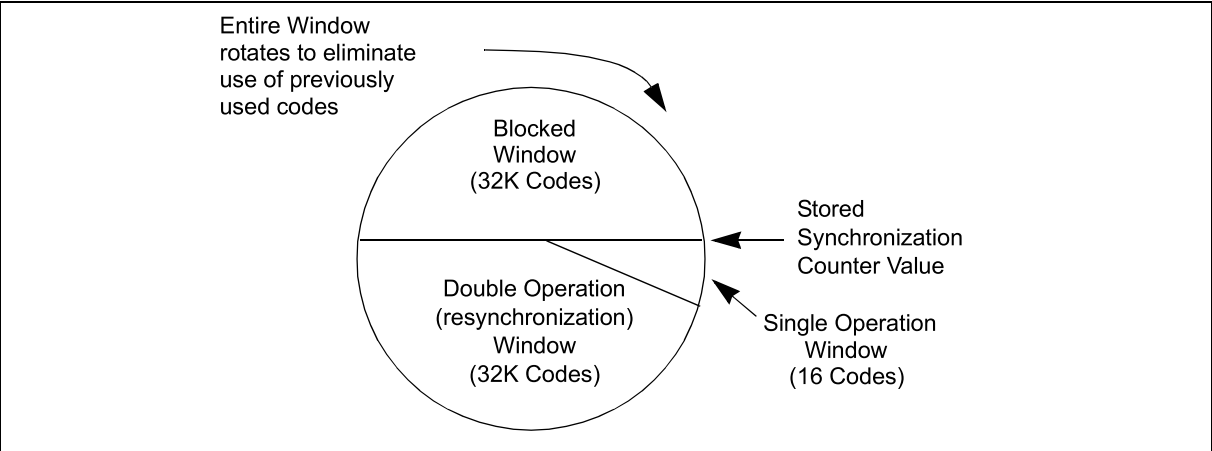 Entire Window
rotates to eliminate
use of previously
used codes
Blocked
Window
(32K Codes)
Stored
Synchronization
Counter Value
Double Operation
(resynchronization)
Window
(32K Codes)
Single Operation
Window
(16 Codes)